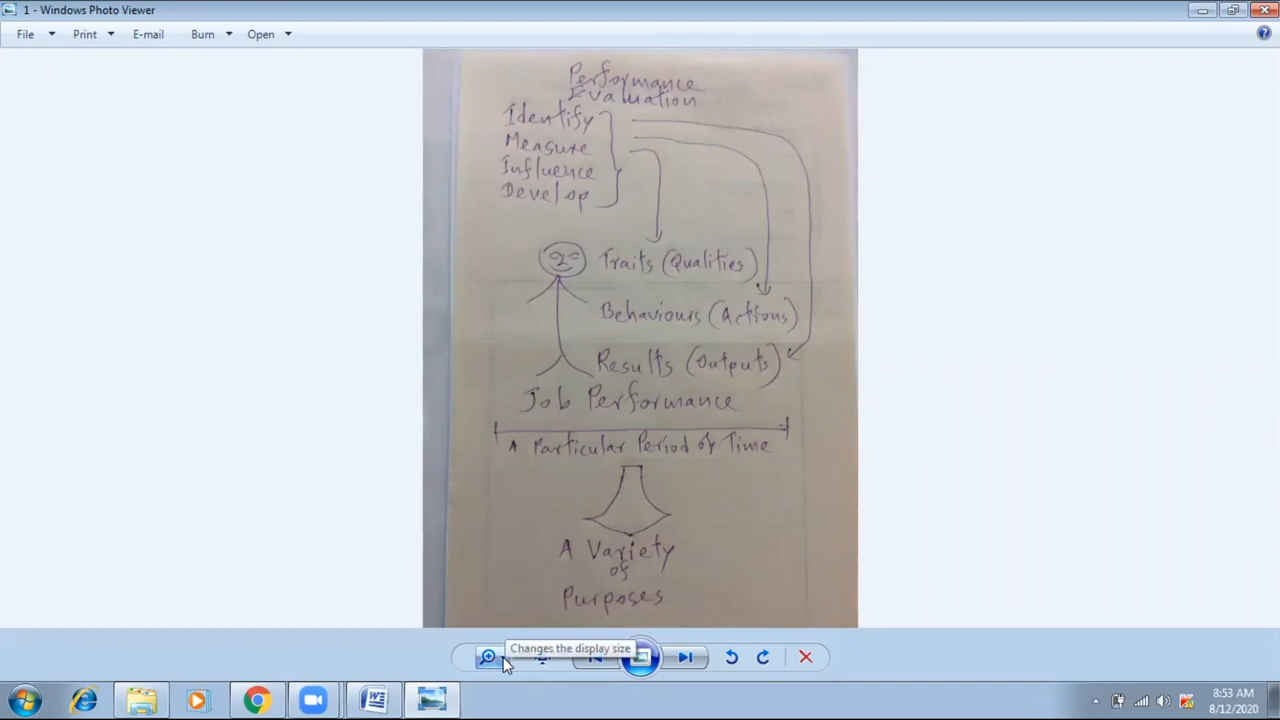 1 - Windows Photo Viewer
File Print E-mail Burn Open
Performance
Evaluation
Identify
Measure
Influence
Develop
Traits (Qualities)
Behaviours (Actions)
Results (Outputs)
Job Performance
A Particular Period of Time
A Variety
of
Purposes
Changes the display size
8:53 AM
8/12/2020